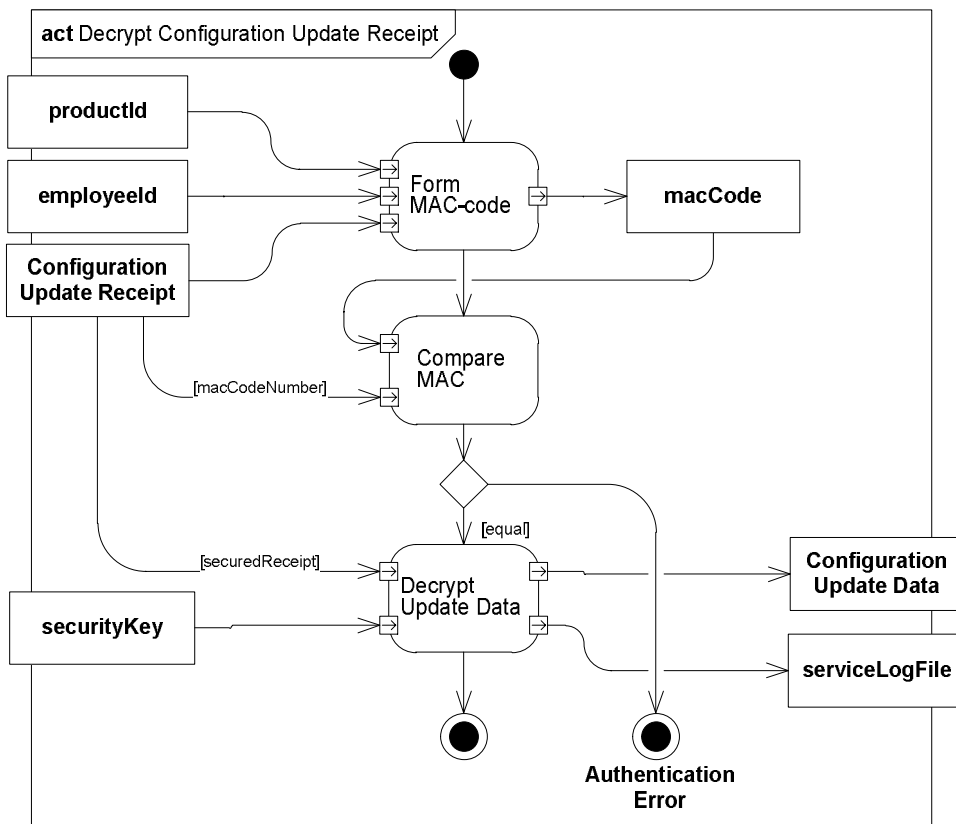 act Decrypt Configuration Update Receipt
productId
employeeId
Configuration
Update Receipt
Form
MAC-code
macCode
Compare
MAC
[macCodeNumber]
[equal]
[securedReceipt]
Decrypt
Update Data
Configuration
Update Data
securityKey
serviceLogFile
Authentication
Error